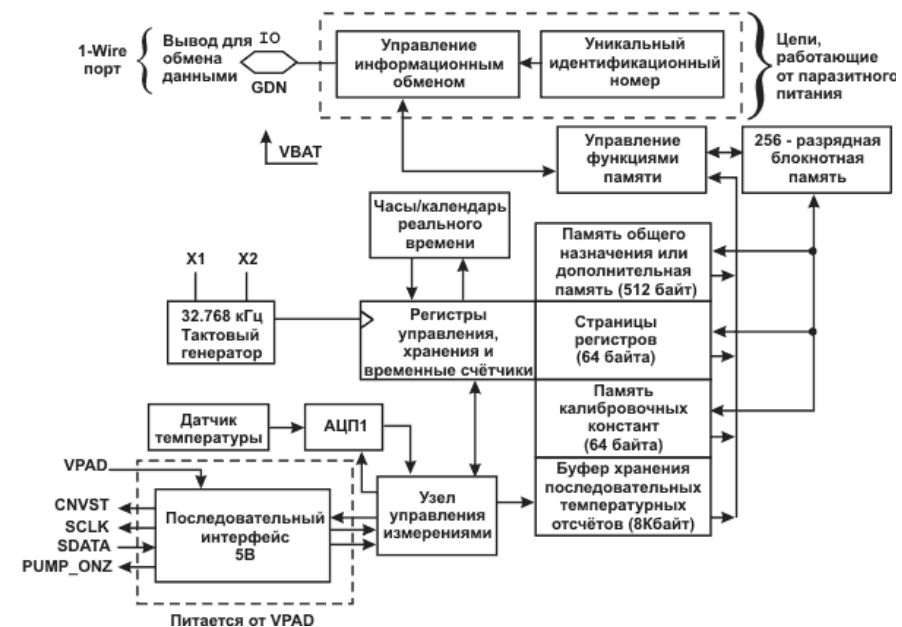 1-Wire
порт
Вывод для IO
обмена
данными
GDN
Управление
информационным
обменом
Уникальный
идентификационный
номер
Цепи,
работающие
от паразитного
питания
VBAT
Управление
функциями
памяти
256 - разрядная
блокнотная
память
Часы/календарь
реального
времени
X1 X2
32.768 кГц
Тактовый
генератор
Регистры
управления,
хранения и
временные счётчики
Память общего
назначения или
дополнительная
память (512 байт)
Страницы
регистров
(64 байта)
Память
калибровочных
констант
(64 байта)
Буфер хранения
последовательных
температурных
отсчётов (8Кбайт)
Датчик
температуры
АЦП1
Узел
управления
измерениями
VPAD
CNVST
SCLK
SDATA
PUMP_ONZ
Последовательный
интерфейс
5В
Питается от VPAD